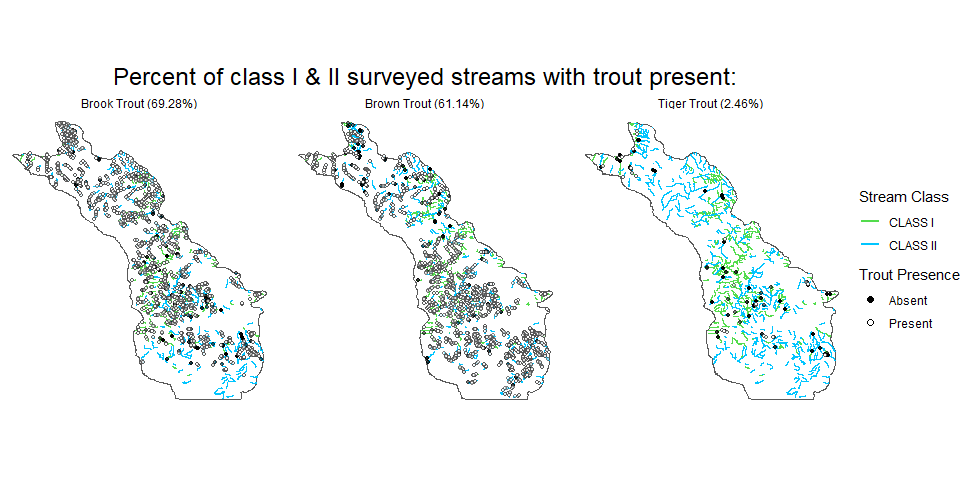 Percent of class I & II surveyed streams with trout present:
Brook Trout (69.28%)
Brown Trout (61.14%)
Tiger Trout (2.46%)
Stream Class
CLASS I
CLASS II
Trout Presence
Absent
Present